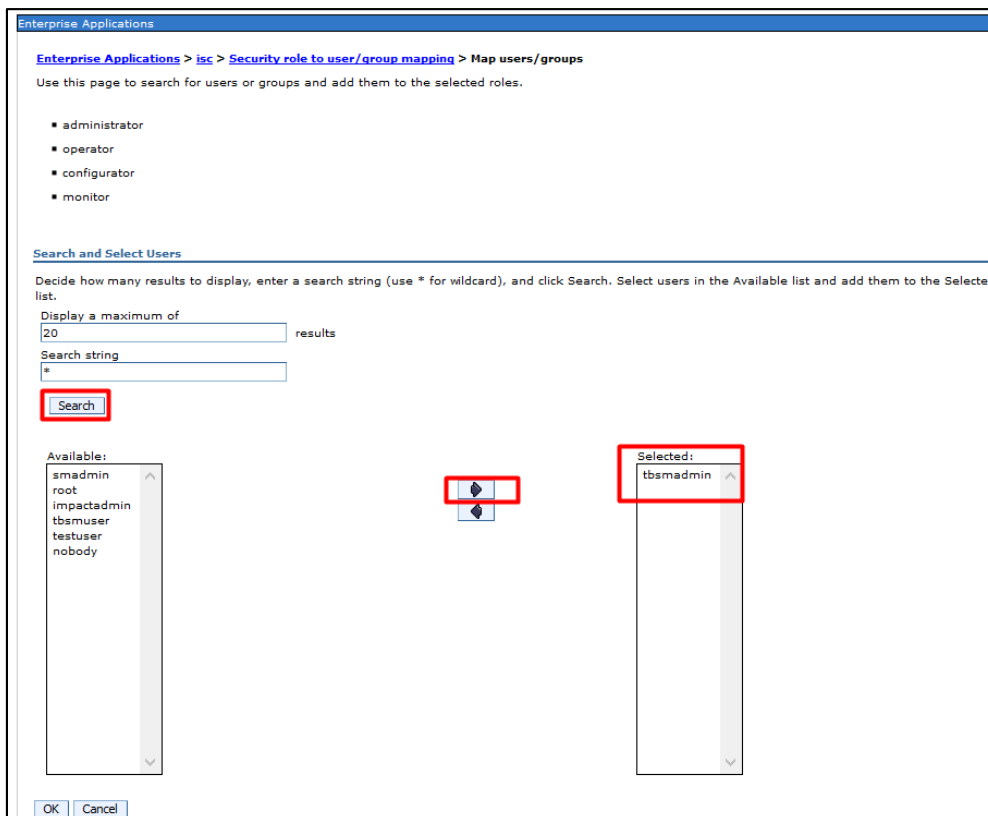 Enterprise Applications
Enterprise Applications > isc > Security role to user/group mapping > Map users/groups
Use this page to search for users or groups and add them to the selected roles.
administrator
operator
configurator
monitor
Search and Select Users
Decide how many results to display, enter a search string (use * for wildcard), and click Search. Select users in the Available list and add them to the Selecte
list.
Display a maximum of
20 results
Search string
*
Search
Available: Selected:
smadmin tbsmadmin
root
impactadmin
tbsmuser
testuser
nobody
OK Cancel